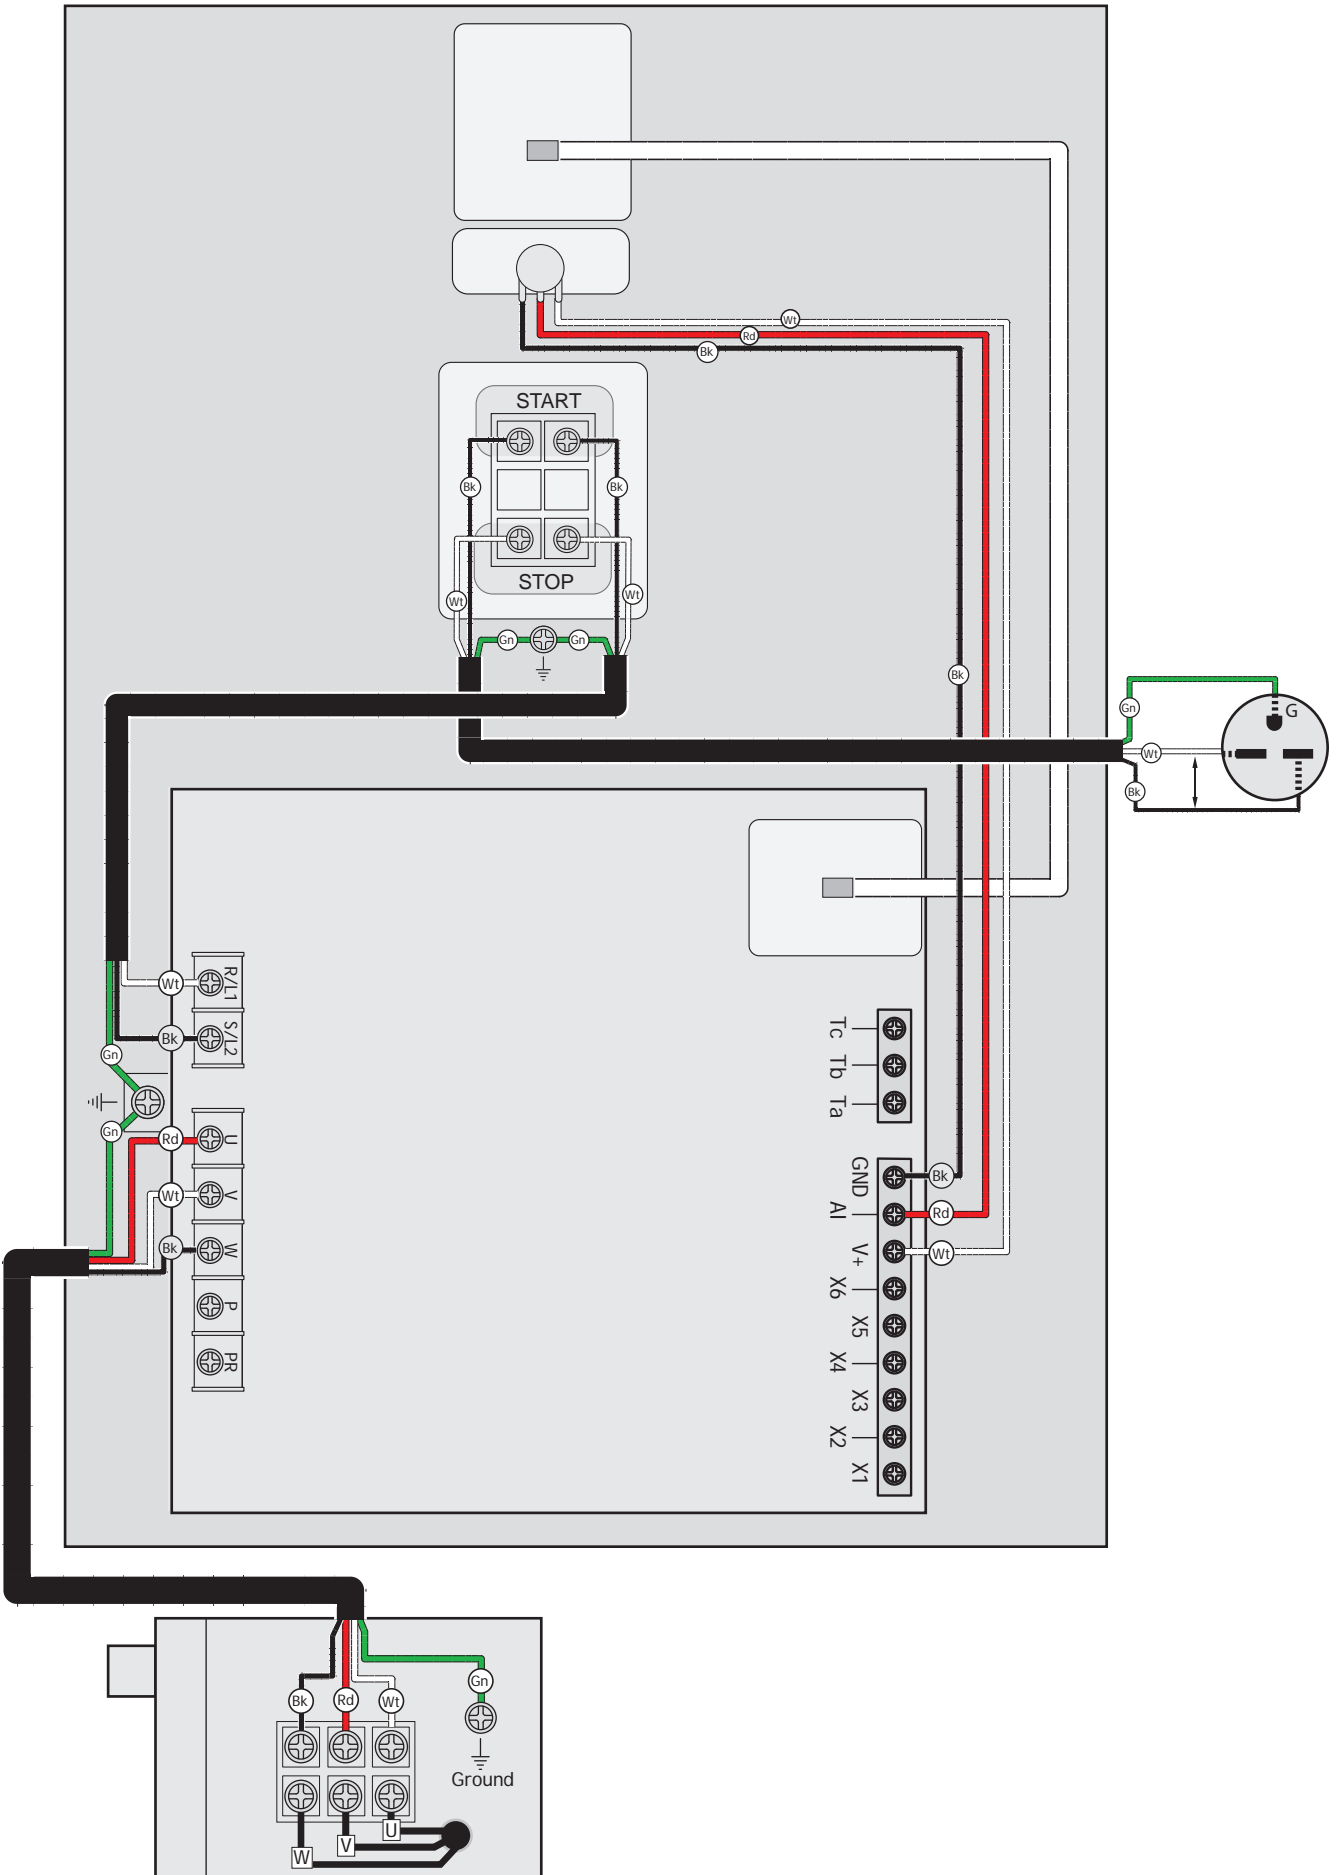 Wt
Rd
Bk
START
Bk
Bk
STOP
Wt
Wt
Gn
Gn
Bk
Gn
G
Wt
Bk
Wt
R/L1
Bk
S/L2
Gn
Gn
Rd
U
Wt
V
Bk
W
P
PR
Tc
Tb
Ta
GND
Bk
AI
Rd
V+
Wt
X6
X5
X4
X3
X2
X1
Gn
Bk
Rd
Wt
Ground
U
V
W